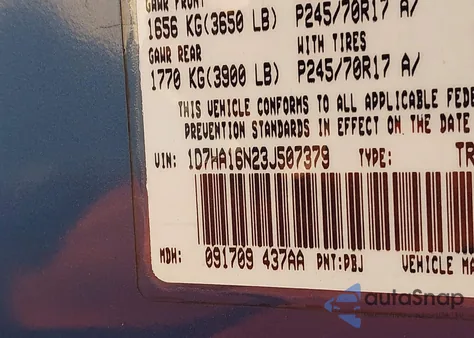 GAWR FRONT
1656 KG(3650 LB) P245/70R17 A/
GAWR REAR WITH TIRES
1770 KG(3900 LB) P245/70R17 A/
THIS VEHICLE CONFORMS TO ALL APPLICABLE FEDE
PREVENTION STANDARDS IN EFFECT ON THE DATE
VIN: 1D7HA16N23J507379 TYPE: TR
MDH: 091709 437AA PNT:PBJ VEHICLE MA
autoSnap